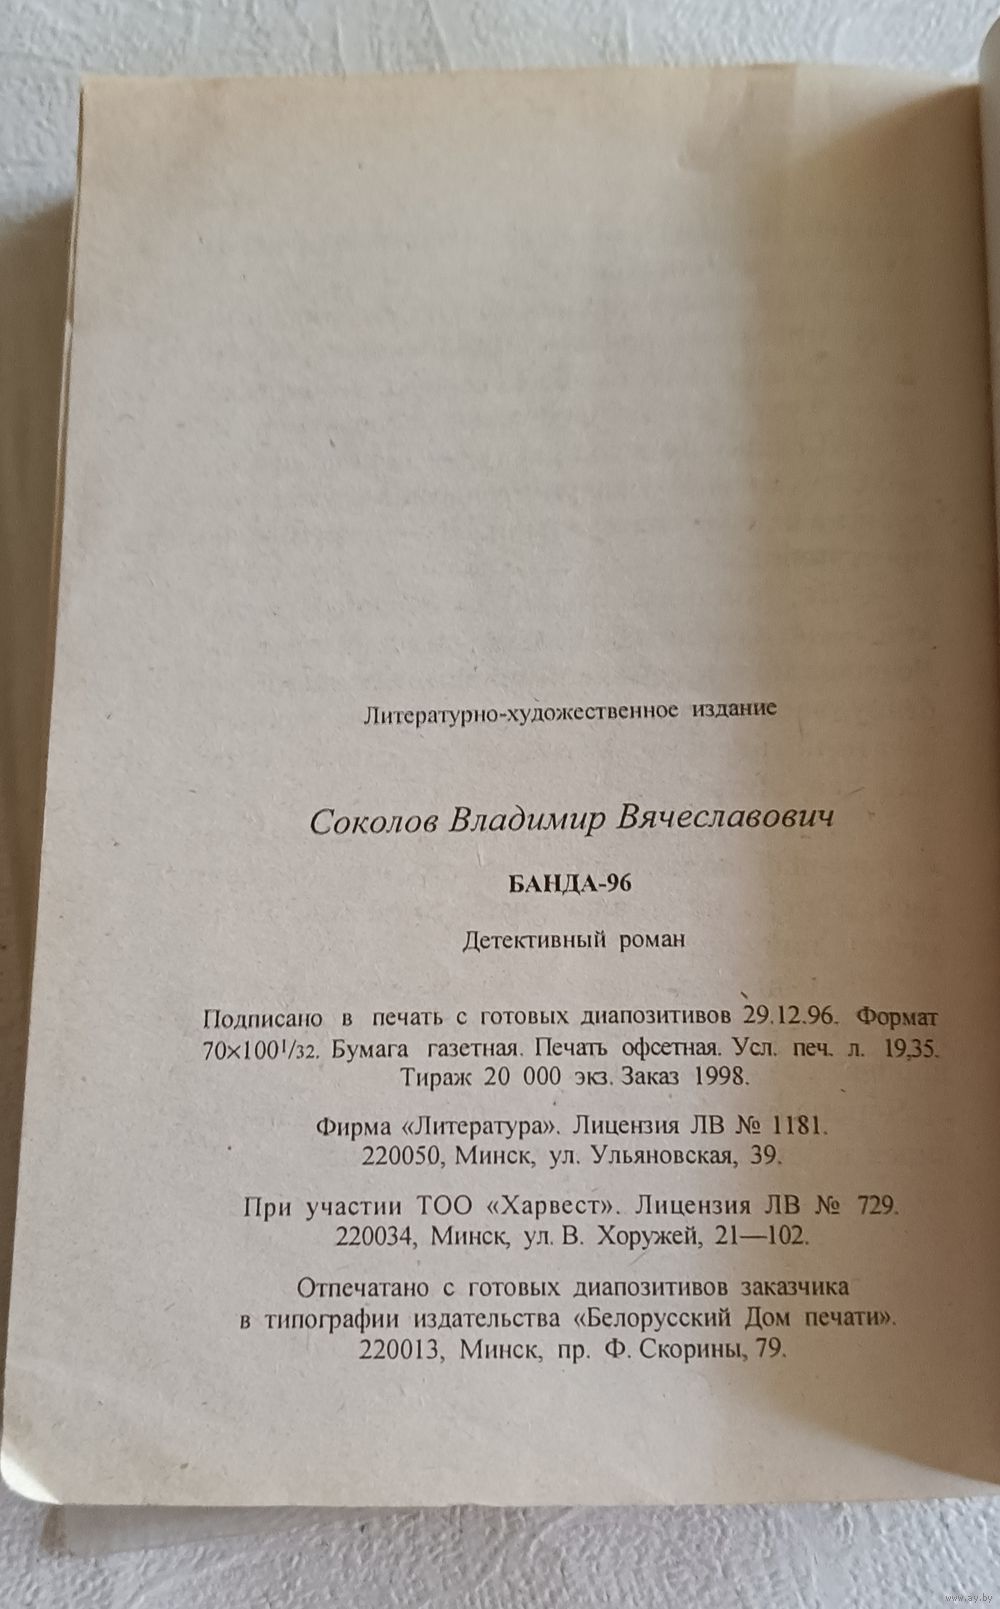 Литературно-художественное издание
Соколов Владимир Вячеславович
БАНДА-96
Детективный роман
Подписано в печать с готовых диапозитивов 29.12.96. Формат
70×100¹/32. Бумага газетная. Печать офсетная. Усл. печ. л. 19,35.
Тираж 20 000 экз. Заказ 1998.
Фирма «Литература». Лицензия ЛВ № 1181.
220050, Минск, ул. Ульяновская, 39.
При участии ТОО «Харвест». Лицензия ЛВ № 729.
220034, Минск, ул. В. Хоружей, 21—102.
Отпечатано с готовых диапозитивов заказчика
в типографии издательства «Белорусский Дом печати».
220013, Минск, пр. Ф. Скорины, 79.
www.ay.by